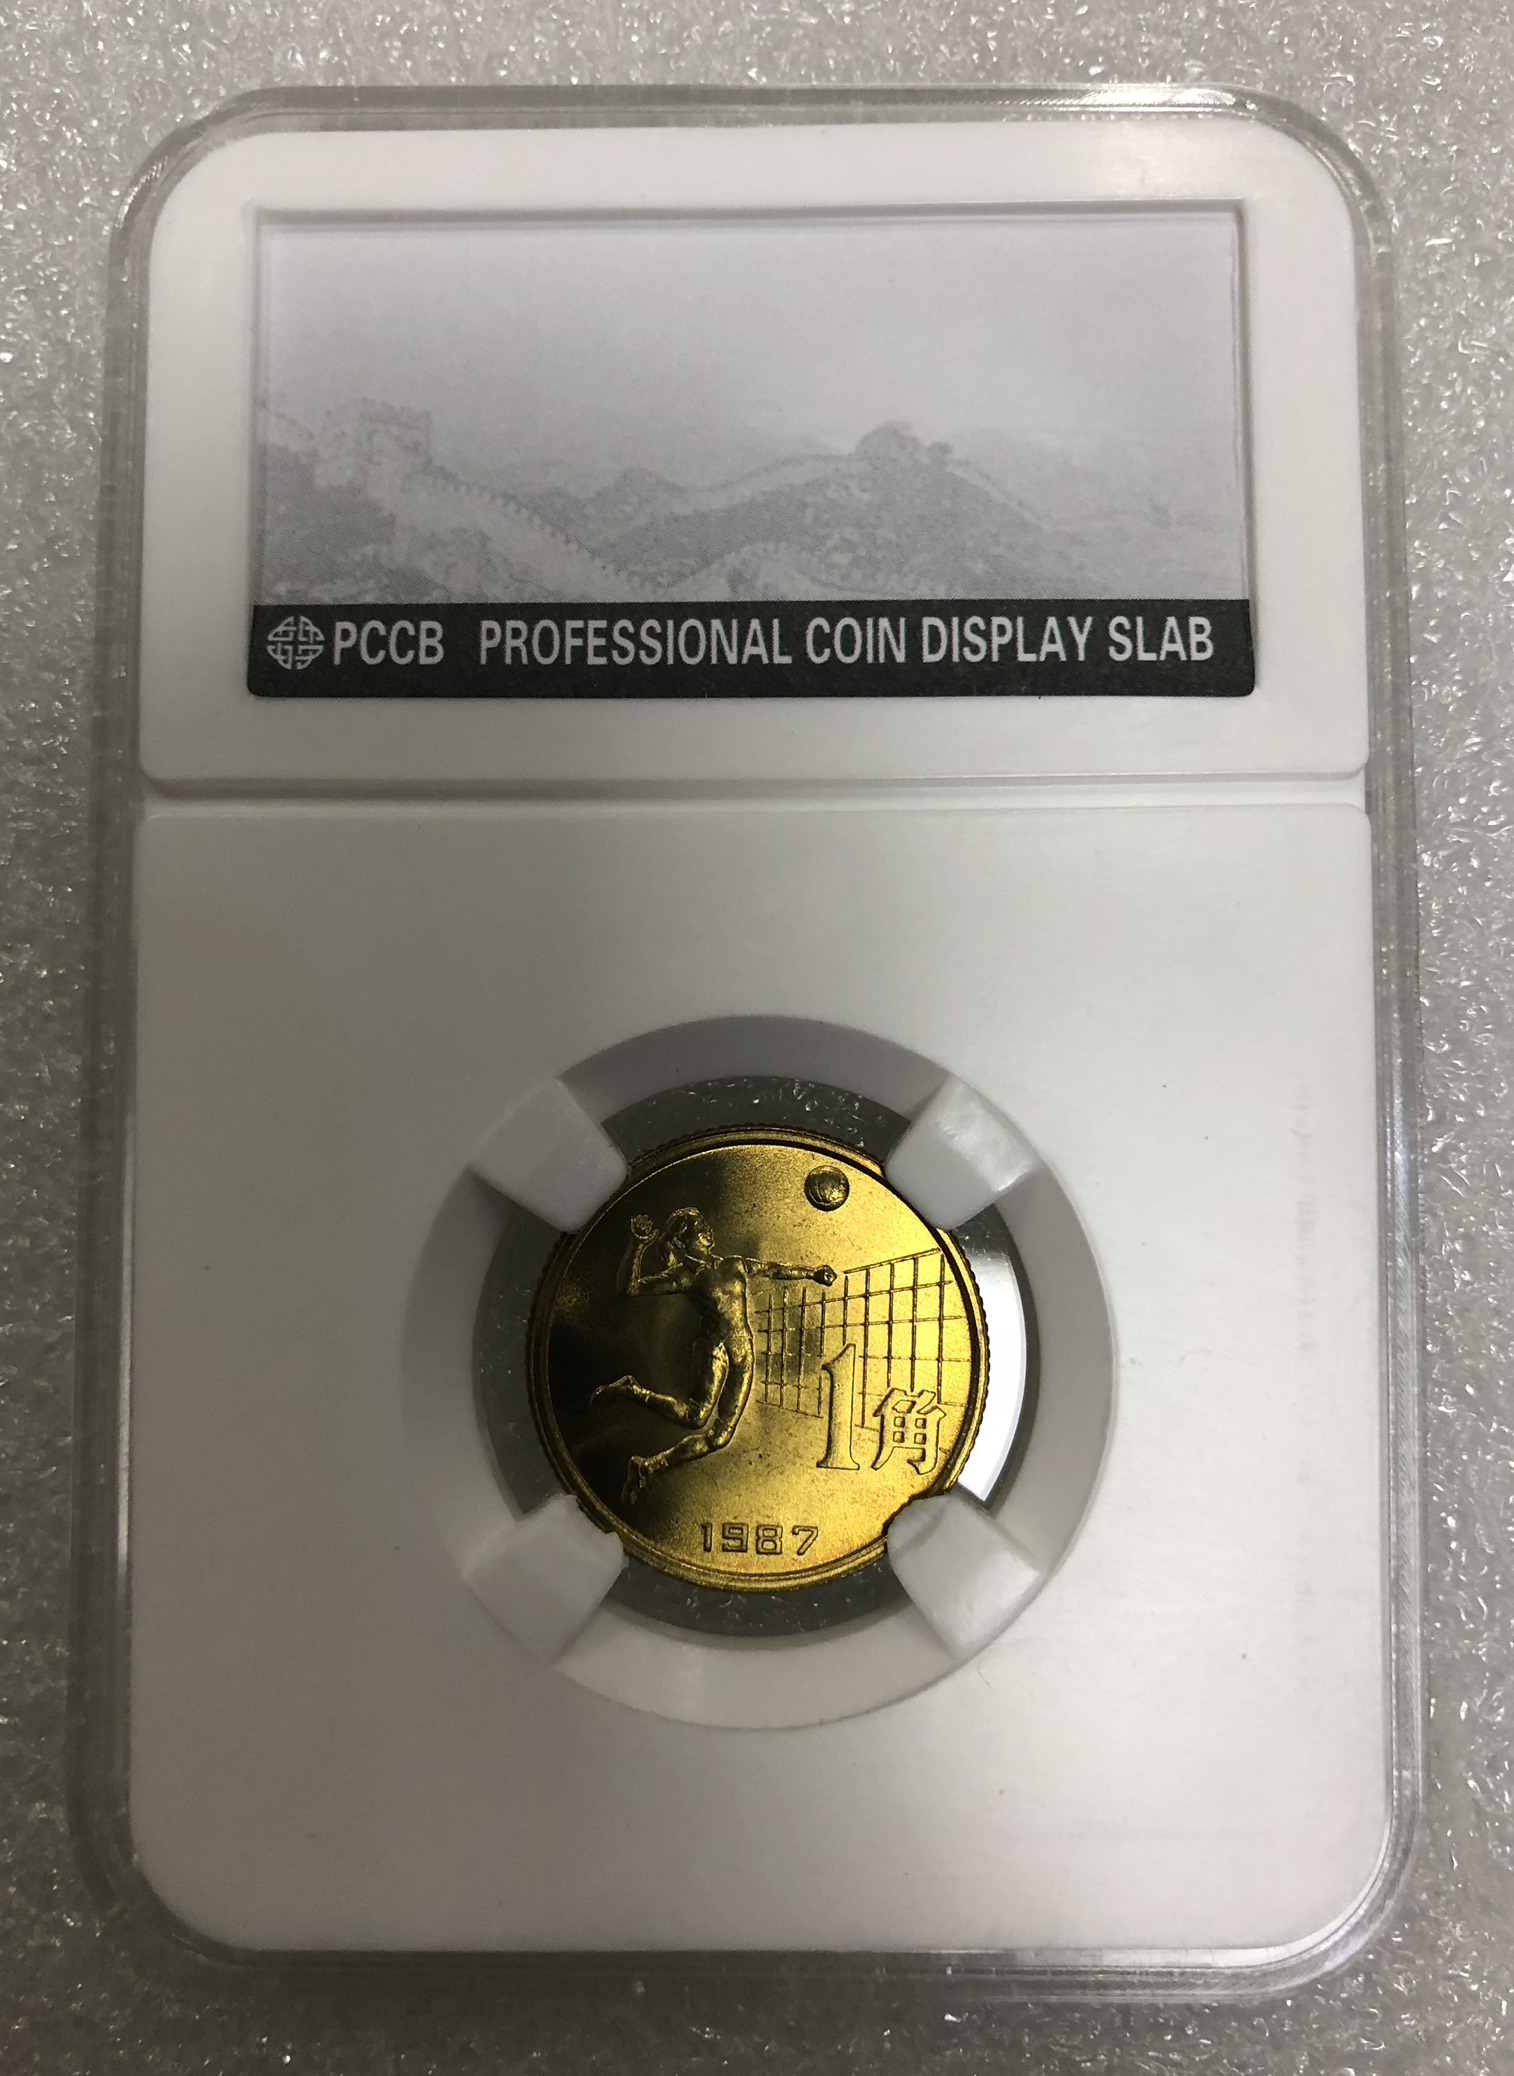 PCCB PROFESSIONAL COIN DISPLAY SLAB
1角
1987